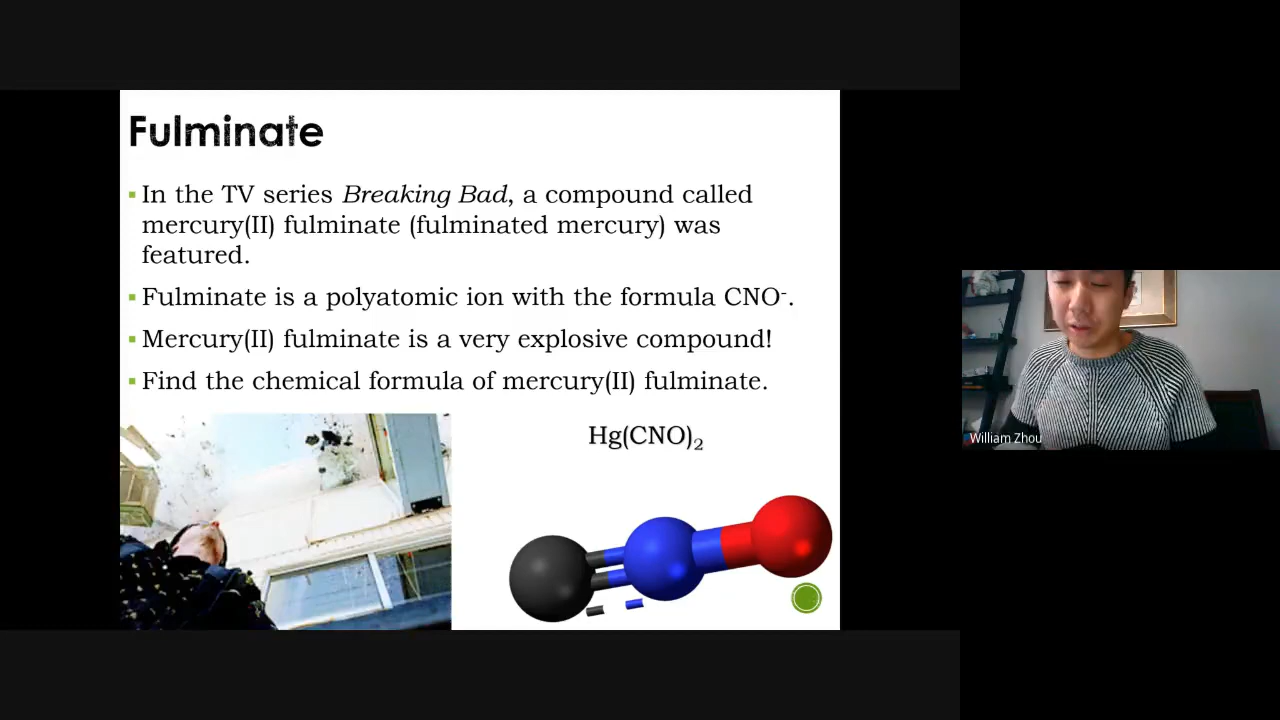 Fulminate
▪ In the TV series Breaking Bad, a compound called
mercury(II) fulminate (fulminated mercury) was
featured.
▪ Fulminate is a polyatomic ion with the formula CNO⁻.
▪ Mercury(II) fulminate is a very explosive compound!
▪ Find the chemical formula of mercury(II) fulminate.
Hg(CNO)₂
William Zhou